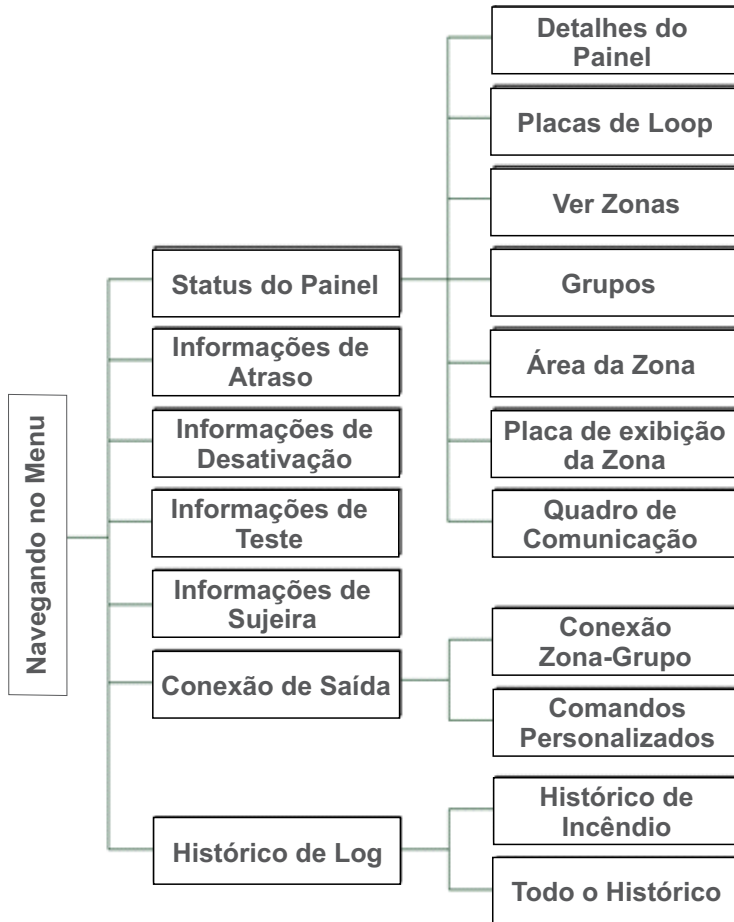 Navegando no Menu
Status do Painel
Informações de
Atraso
Informações de
Desativação
Informações de
Teste
Informações de
Sujeira
Conexão de Saída
Histórico de Log
Detalhes do
Painel
Placas de Loop
Ver Zonas
Grupos
Área da Zona
Placa de exibição
da Zona
Quadro de
Comunicação
Conexão
Zona-Grupo
Comandos
Personalizados
Histórico de
Incêndio
Todo o Histórico